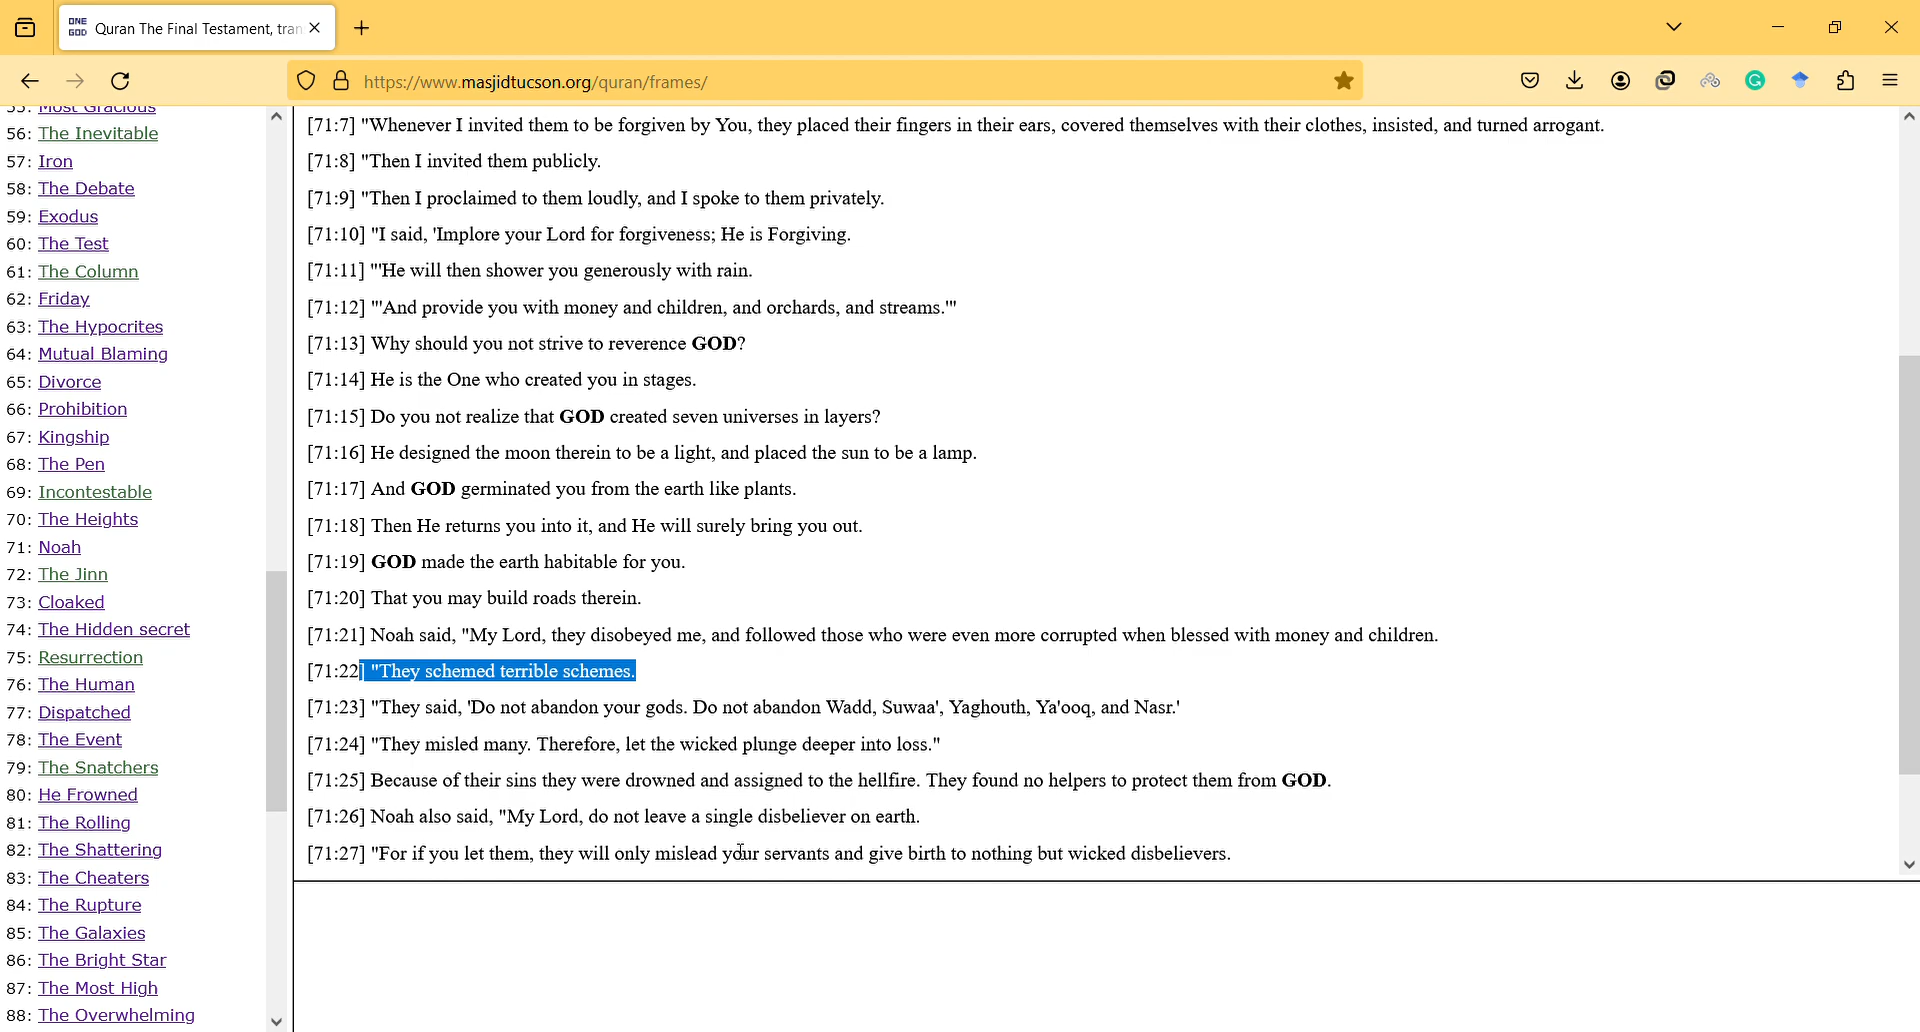 ONE
GOD
Quran The Final Testament, tran
https://www.masjidtucson.org/quran/frames/
55: Most Gracious
56: The Inevitable
57: Iron
58: The Debate
59: Exodus
60: The Test
61: The Column
62: Friday
63: The Hypocrites
64: Mutual Blaming
65: Divorce
66: Prohibition
67: Kingship
68: The Pen
69: Incontestable
70: The Heights
71: Noah
72: The Jinn
73: Cloaked
74: The Hidden secret
75: Resurrection
76: The Human
77: Dispatched
78: The Event
79: The Snatchers
80: He Frowned
81: The Rolling
82: The Shattering
83: The Cheaters
84: The Rupture
85: The Galaxies
86: The Bright Star
87: The Most High
88: The Overwhelming
[71:7] "Whenever I invited them to be forgiven by You, they placed their fingers in their ears, covered themselves with their clothes, insisted, and turned arrogant.
[71:8] "Then I invited them publicly.
[71:9] "Then I proclaimed to them loudly, and I spoke to them privately.
[71:10] "I said, 'Implore your Lord for forgiveness; He is Forgiving.
[71:11] "'He will then shower you generously with rain.
[71:12] "'And provide you with money and children, and orchards, and streams.'"
[71:13] Why should you not strive to reverence GOD?
[71:14] He is the One who created you in stages.
[71:15] Do you not realize that GOD created seven universes in layers?
[71:16] He designed the moon therein to be a light, and placed the sun to be a lamp.
[71:17] And GOD germinated you from the earth like plants.
[71:18] Then He returns you into it, and He will surely bring you out.
[71:19] GOD made the earth habitable for you.
[71:20] That you may build roads therein.
[71:21] Noah said, "My Lord, they disobeyed me, and followed those who were even more corrupted when blessed with money and children.
[71:22] "They schemed terrible schemes.
[71:23] "They said, 'Do not abandon your gods. Do not abandon Wadd, Suwaa', Yaghouth, Ya'ooq, and Nasr.'
[71:24] "They misled many. Therefore, let the wicked plunge deeper into loss."
[71:25] Because of their sins they were drowned and assigned to the hellfire. They found no helpers to protect them from GOD.
[71:26] Noah also said, "My Lord, do not leave a single disbeliever on earth.
[71:27] "For if you let them, they will only mislead your servants and give birth to nothing but wicked disbelievers.